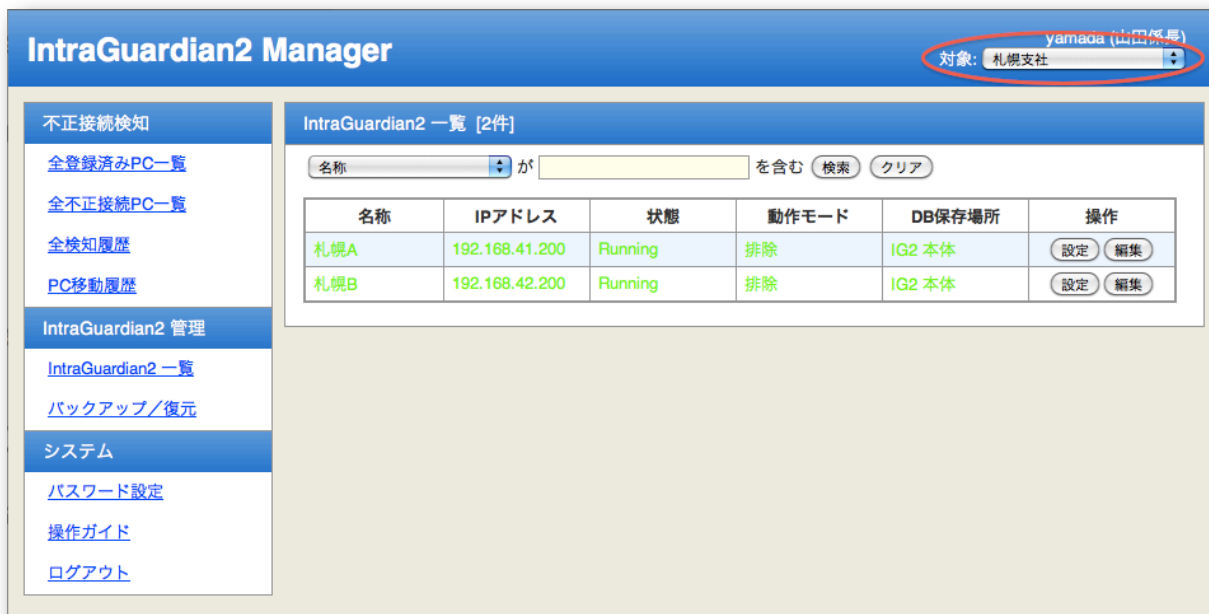 IntraGuardian2 Manager
yamada (山田係長)
対象: 札幌支社
不正接続検知
全登録済みPC一覧
全不正接続PC一覧
全検知履歴
PC移動履歴
IntraGuardian2 管理
IntraGuardian2 一覧
バックアップ／復元
システム
パスワード設定
操作ガイド
ログアウト
IntraGuardian2 一覧 [2件]
名称 が を含む 検索 クリア
名称 IPアドレス 状態 動作モード DB保存場所 操作
札幌A 192.168.41.200 Running 排除 IG2 本体 設定 編集
札幌B 192.168.42.200 Running 排除 IG2 本体 設定 編集